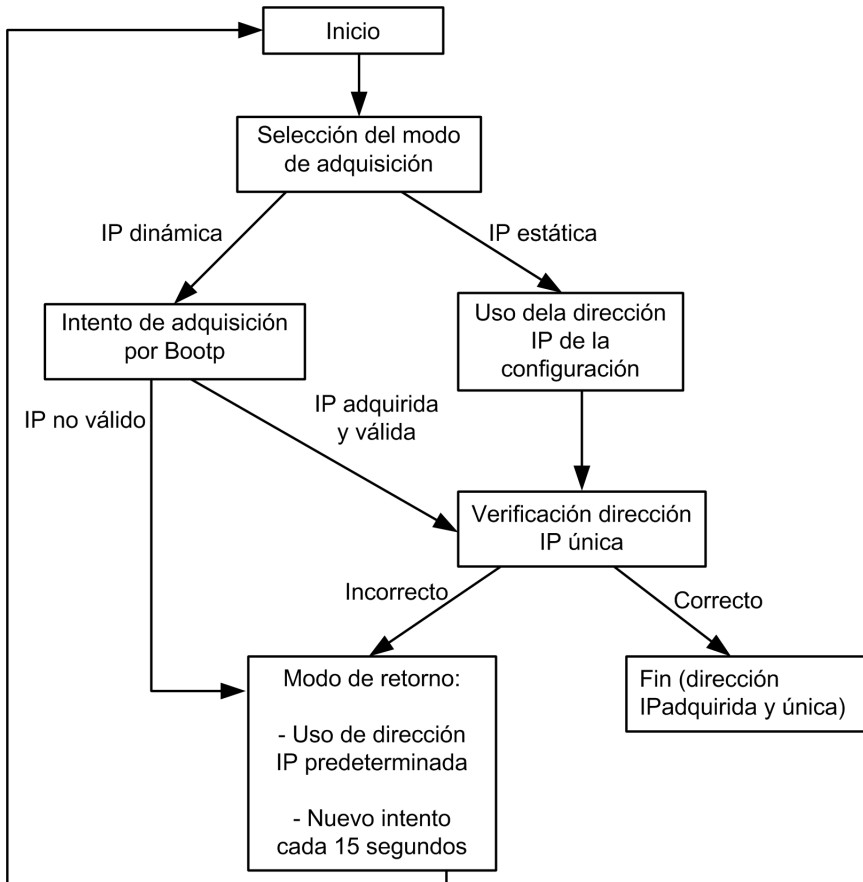 Inicio
Selección del modo
de adquisición
IP dinámica
IP estática
Intento de adquisición
por Bootp
Uso dela dirección
IP de la
configuración
IP no válido
IP adquirida
y válida
Verificación dirección
IP única
Incorrecto
Correcto
Modo de retorno:
- Uso de dirección
IP predeterminada
- Nuevo intento
cada 15 segundos
Fin (dirección
IPadquirida y única)